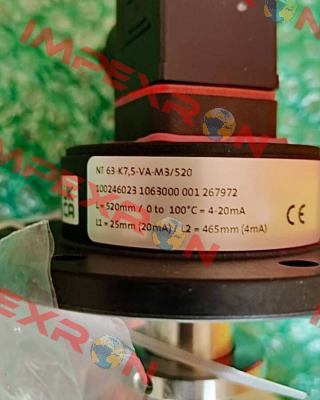 IMPEXRON
NT 63-K7,5-VA-M3/520
100246023 1063000 001 267972
L= 520mm / 0 to 100°C = 4-20mA
L1 = 25mm (20mA) / L2 = 465mm (4mA)
CE
IMPEXRON
IMPEXRON